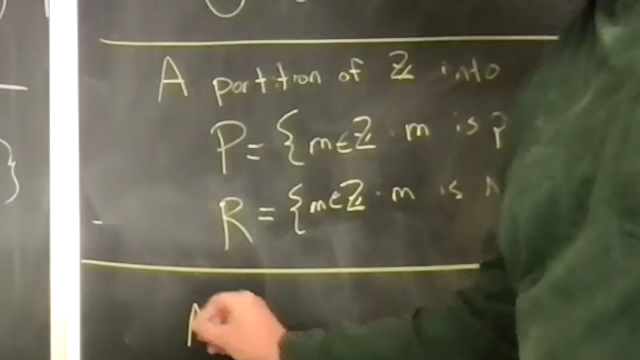 A partition of ℤ into
P = { m ∈ ℤ · m is p
R = { m ∈ ℤ · m is
}